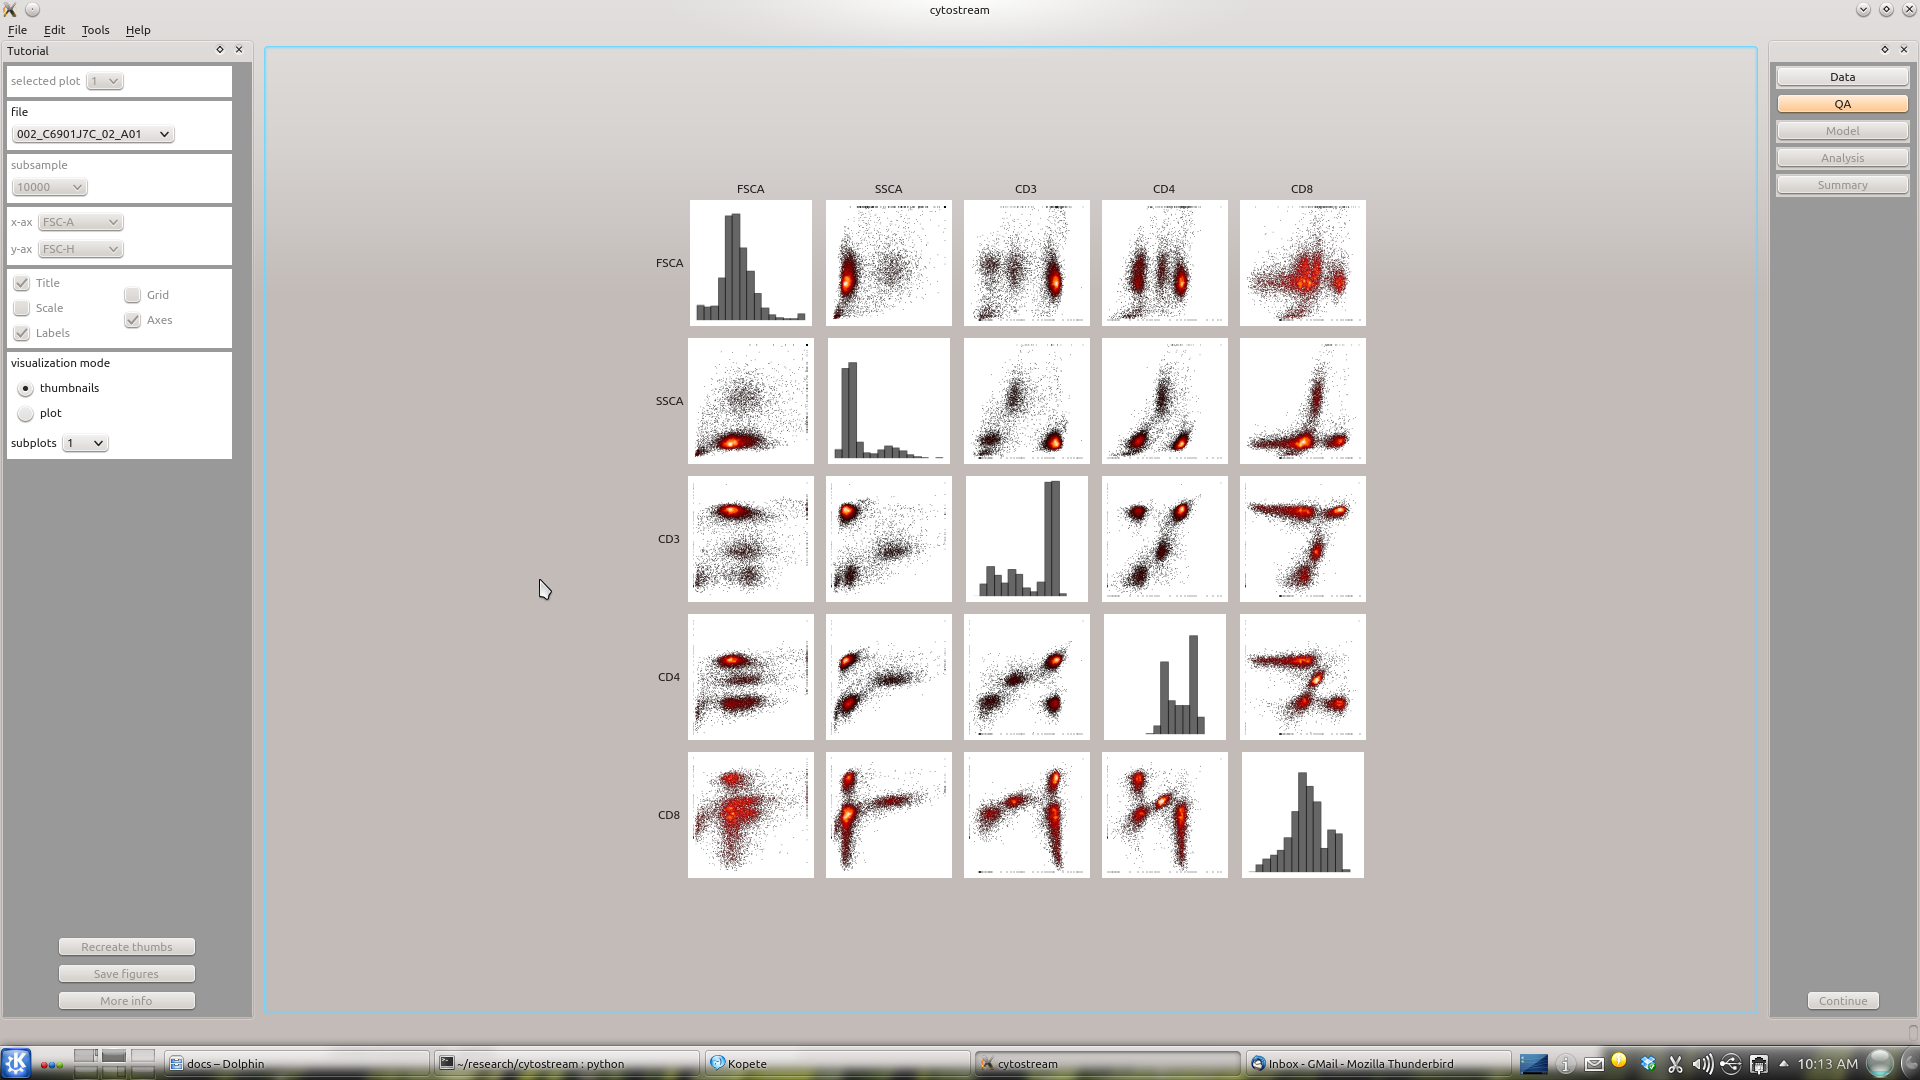 cytostream
File Edit Tools Help
Tutorial
selected plot 1
file
002_C6901J7C_02_A01
subsample
10000
x-ax FSC-A
y-ax FSC-H
Title
Grid
Scale
Axes
Labels
visualization mode
thumbnails
plot
subplots 1
Recreate thumbs
Save figures
More info
FSCA SSCA CD3 CD4 CD8
FSCA
SSCA
CD3
CD4
CD8
Data
QA
Model
Analysis
Summary
Continue
docs – Dolphin
~/research/cytostream : python
Kopete
cytostream
Inbox - GMail - Mozilla Thunderbird
10:13 AM